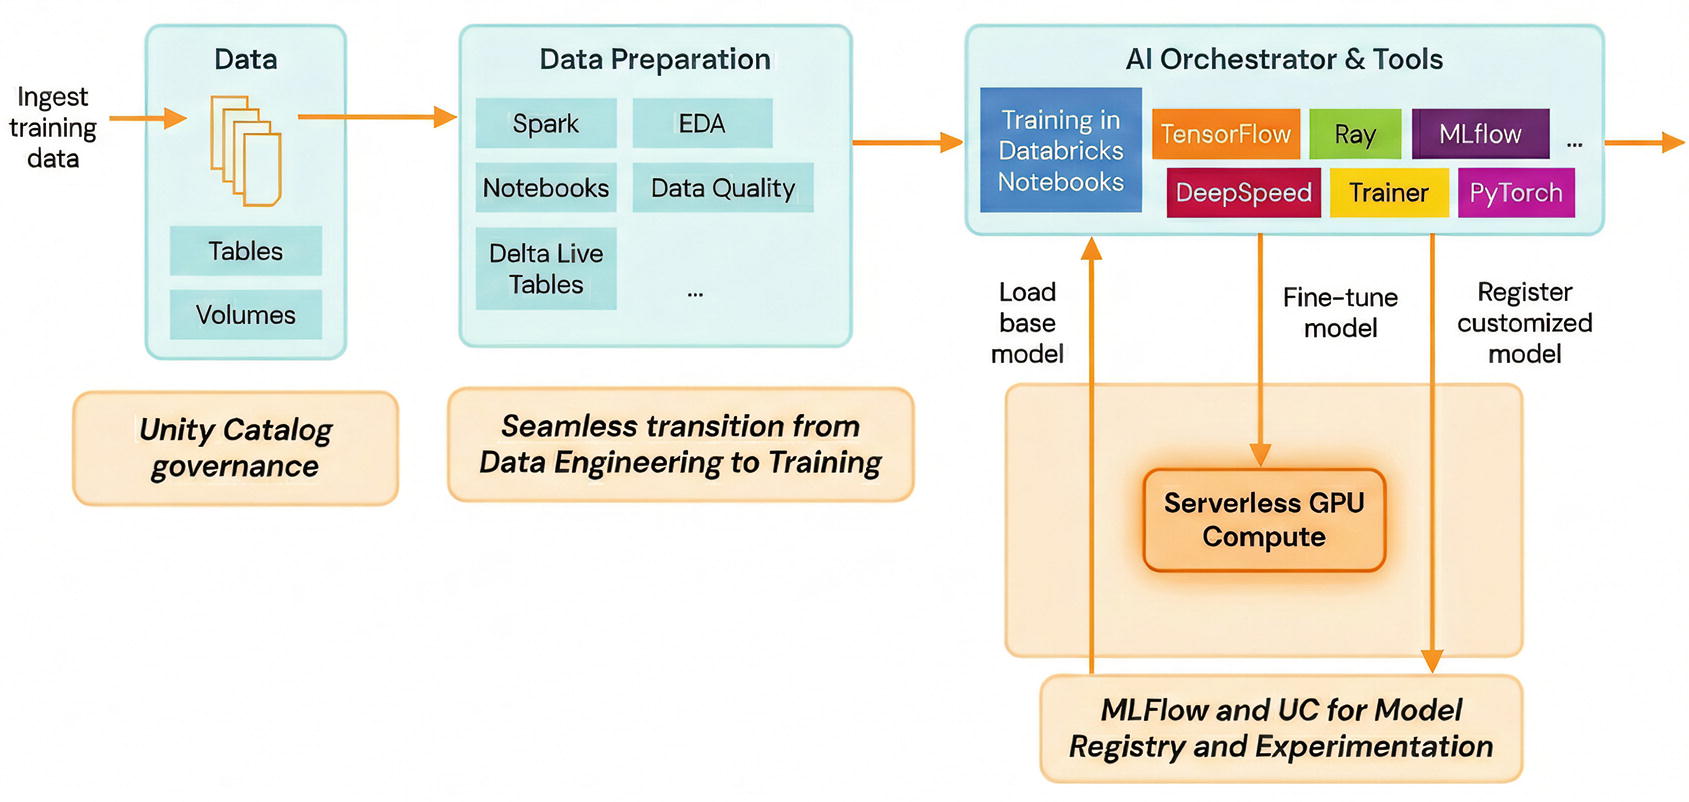 Ingest
training
data
Data
Tables
Volumes
Unity Catalog
governance
Data Preparation
Spark
EDA
Notebooks
Data Quality
Delta Live
Tables
...
Seamless transition from
Data Engineering to Training
AI Orchestrator & Tools
Training in
Databricks
Notebooks
TensorFlow
Ray
MLflow
...
DeepSpeed
Trainer
PyTorch
Load
base
model
Fine-tune
model
Register
customized
model
Serverless GPU
Compute
MLFlow and UC for Model
Registry and Experimentation